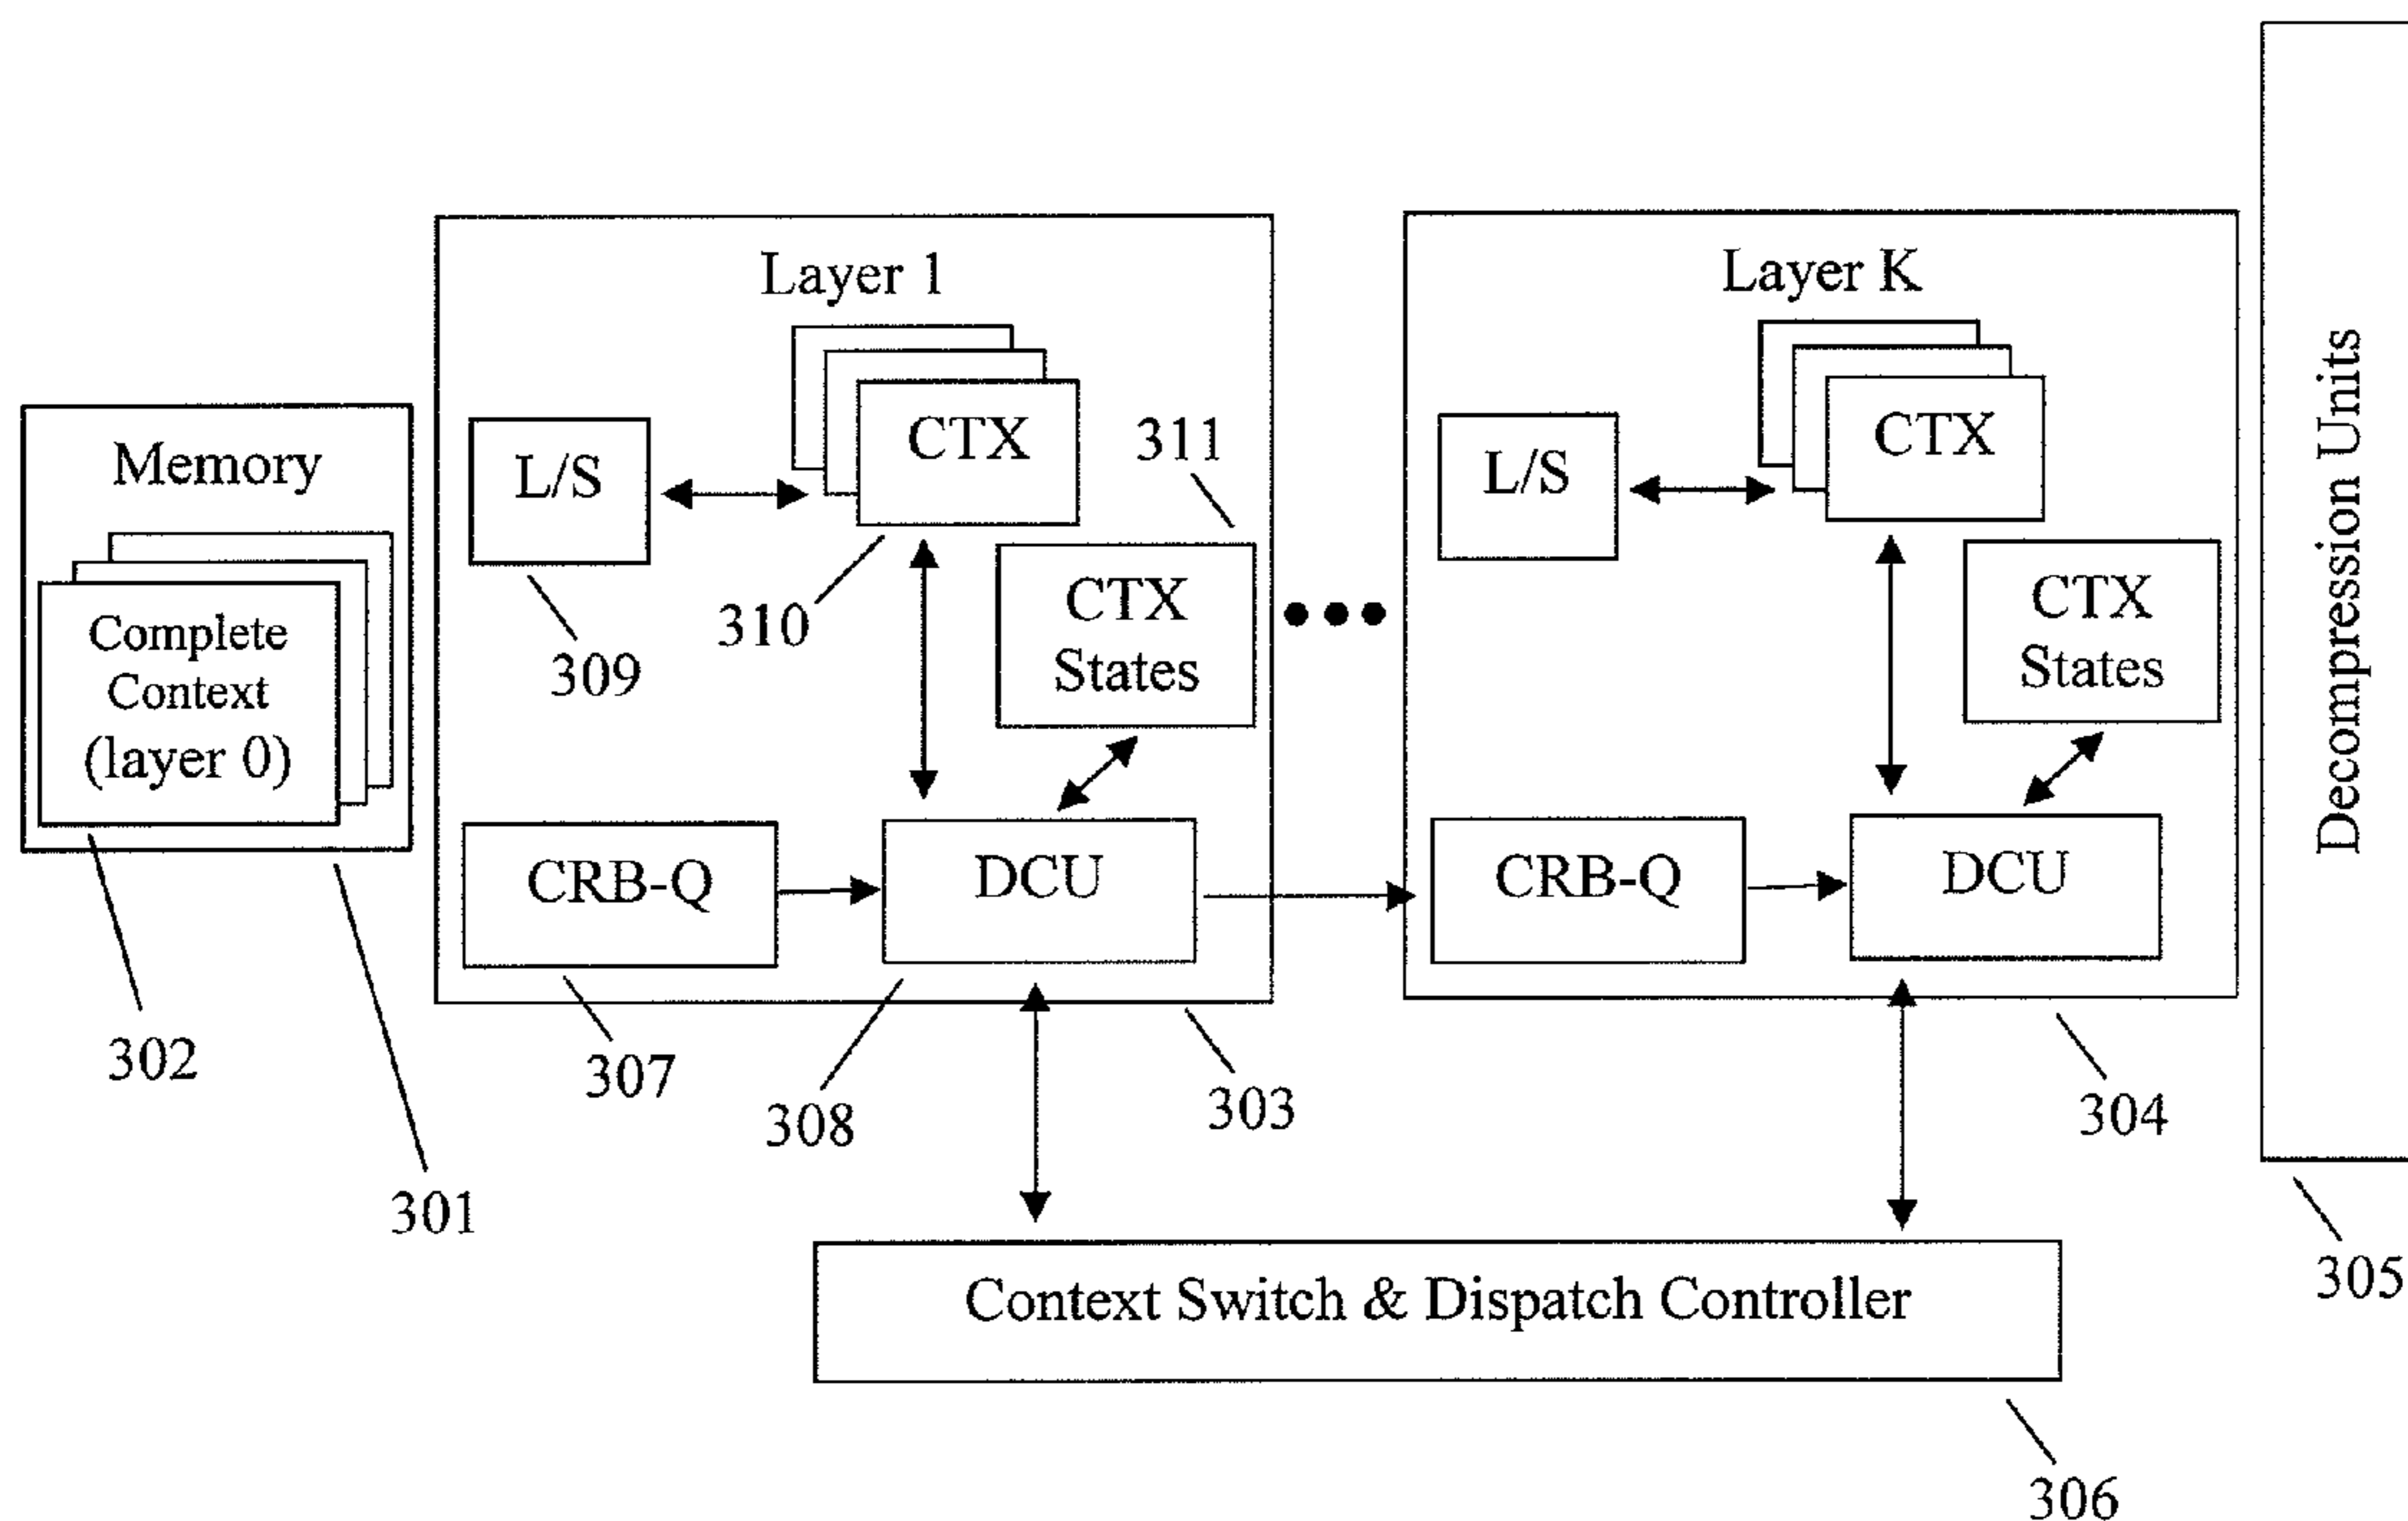 Layer 1
Layer K
Memory
L/S
CTX
311
L/S
CTX
Decompression Units
Complete
Context
(layer 0)
309
310
CTX
States
CTX
States
CRB-Q
DCU
CRB-Q
DCU
302
307
308
303
304
301
Context Switch & Dispatch Controller
305
306